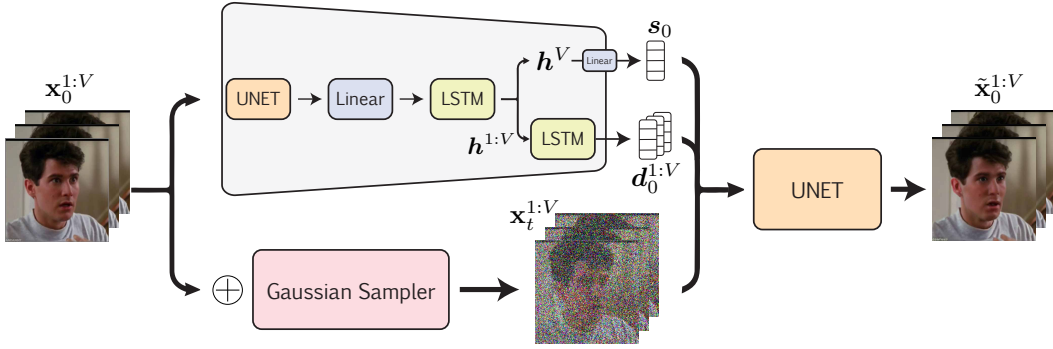 x_0^{1:V}
UNET
Linear
LSTM
h^V
Linear
s_0
h^{1:V}
LSTM
d_0^{1:V}
x_t^{1:V}
Gaussian Sampler
UNET
x̃_0^{1:V}